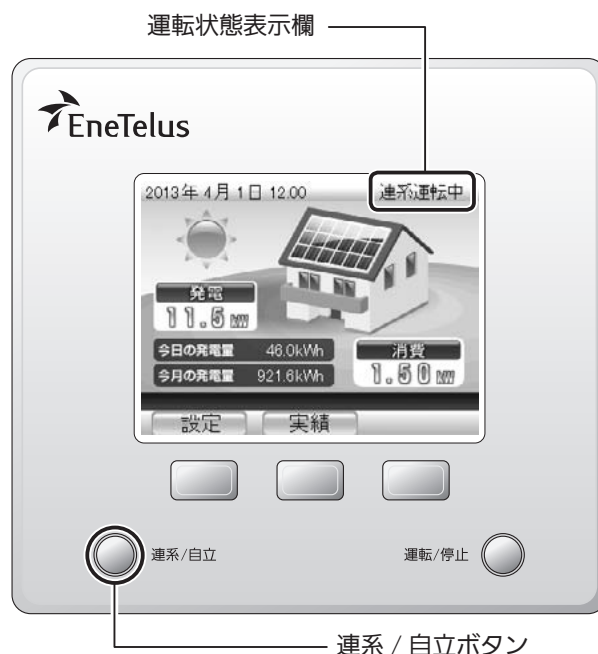 運転状態表示欄
EneTelus
2013年 4月 1日 12:00 連系運転中
発電
11.5 kW
今日の発電量 46.0kWh
今月の発電量 921.6kWh
消費
1.50 kW
設定 実績
連系/自立 運転/停止
連系 / 自立ボタン